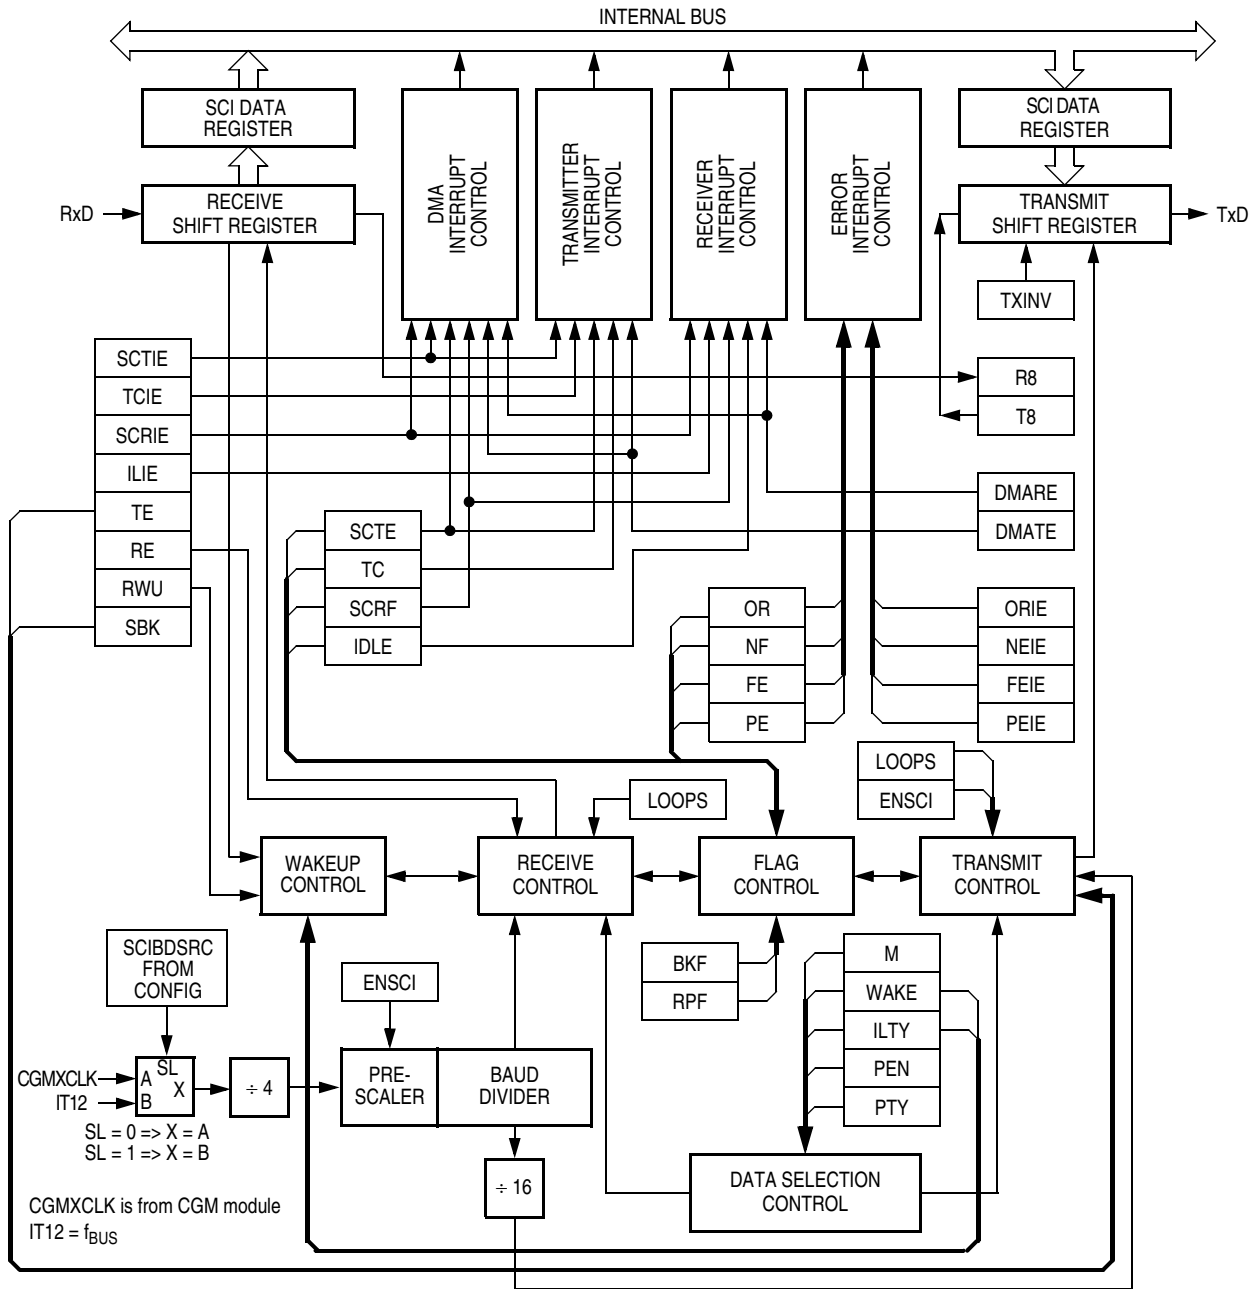 INTERNAL BUS
SCI DATA
REGISTER
RECEIVE
SHIFT REGISTER
RxD
DMA
INTERRUPT
CONTROL
TRANSMITTER
INTERRUPT
CONTROL
RECEIVER
INTERRUPT
CONTROL
ERROR
INTERRUPT
CONTROL
SCI DATA
REGISTER
TRANSMIT
SHIFT REGISTER
TxD
TXINV
SCTIE
TCIE
SCRIE
ILIE
TE
RE
RWU
SBK
R8
T8
DMARE
DMATE
SCTE
TC
SCRF
IDLE
OR
NF
FE
PE
ORIE
NEIE
FEIE
PEIE
LOOPS
ENSCI
LOOPS
WAKEUP
CONTROL
RECEIVE
CONTROL
FLAG
CONTROL
TRANSMIT
CONTROL
SCIBDSRC
FROM
CONFIG
ENSCI
BKF
RPF
M
WAKE
ILTY
PEN
PTY
CGMXCLK
IT12
SL
A
X
B
÷ 4
PRE-
SCALER
BAUD
DIVIDER
SL = 0 => X = A
SL = 1 => X = B
÷ 16
DATA SELECTION
CONTROL
CGMXCLK is from CGM module
IT12 = fBUS